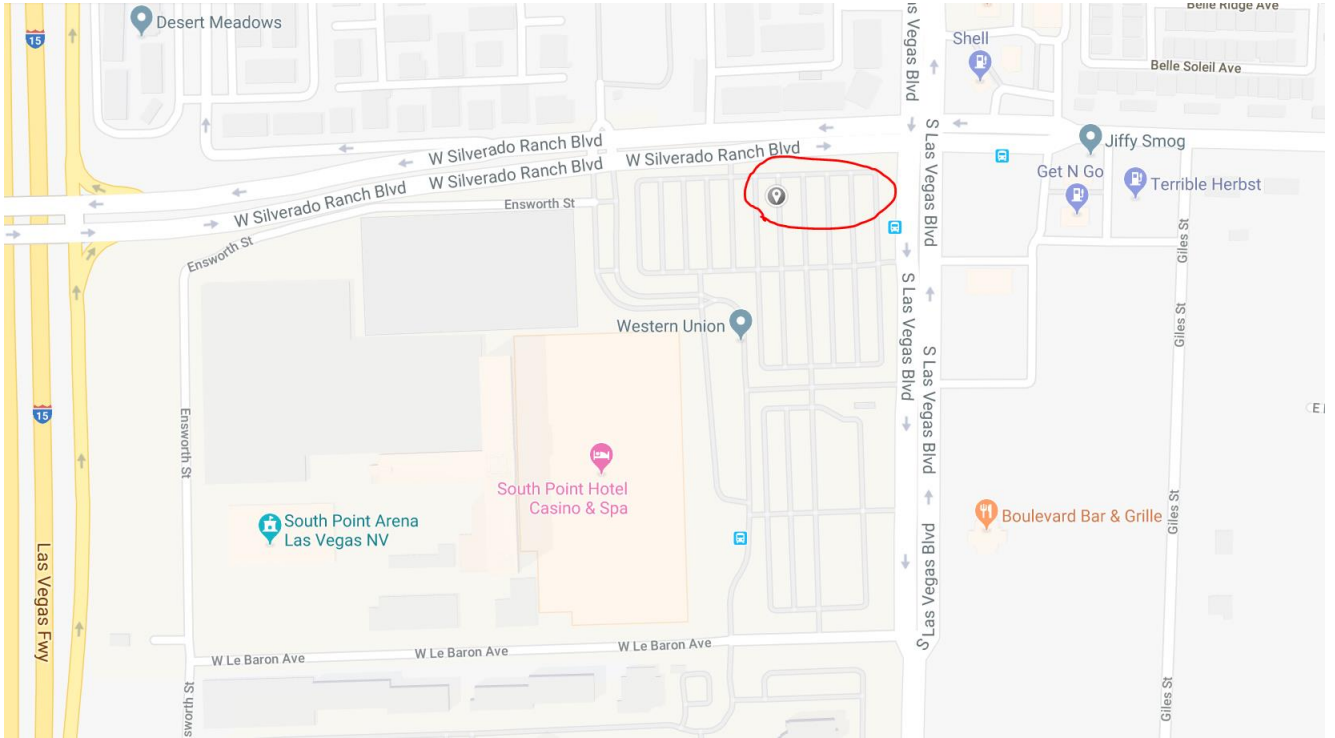 Belle Ridge Ave
15
Desert Meadows
S Las Vegas Blvd
Shell
Belle Soleil Ave
Jiffy Smog
W Silverado Ranch Blvd
W Silverado Ranch Blvd
W Silverado Ranch Blvd
W Silverado Ranch Blvd
W Silverado Ranch Blvd
S Las Vegas Blvd
Get N Go
Terrible Herbst
Ensworth St
Ensworth St
Giles St
S Las Vegas Blvd
Giles St
Western Union
S Las Vegas Blvd
15
Ensworth St
South Point Hotel
Casino & Spa
South Point Arena
Las Vegas NV
Boulevard Bar & Grille
Giles St
Las Vegas Fwy
S Las Vegas Blvd
W Le Baron Ave
W Le Baron Ave
W Le Baron Ave
Giles St